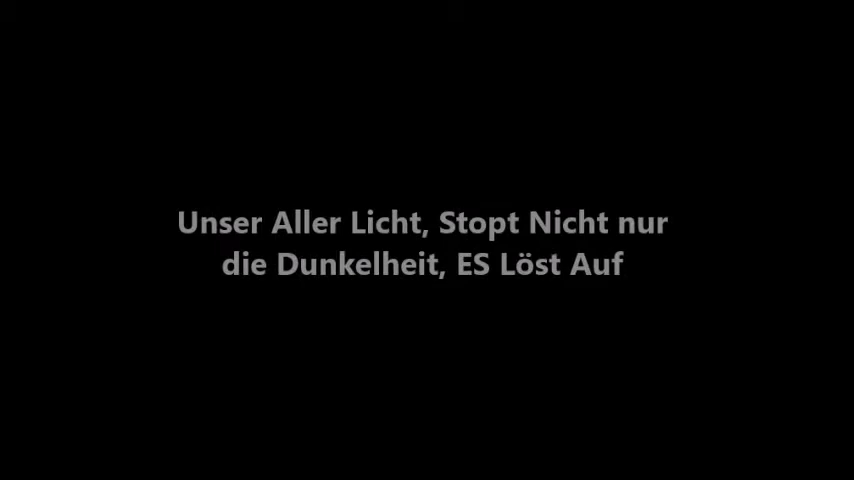 Unser Aller Licht, Stopt Nicht nur
die Dunkelheit, ES Löst Auf